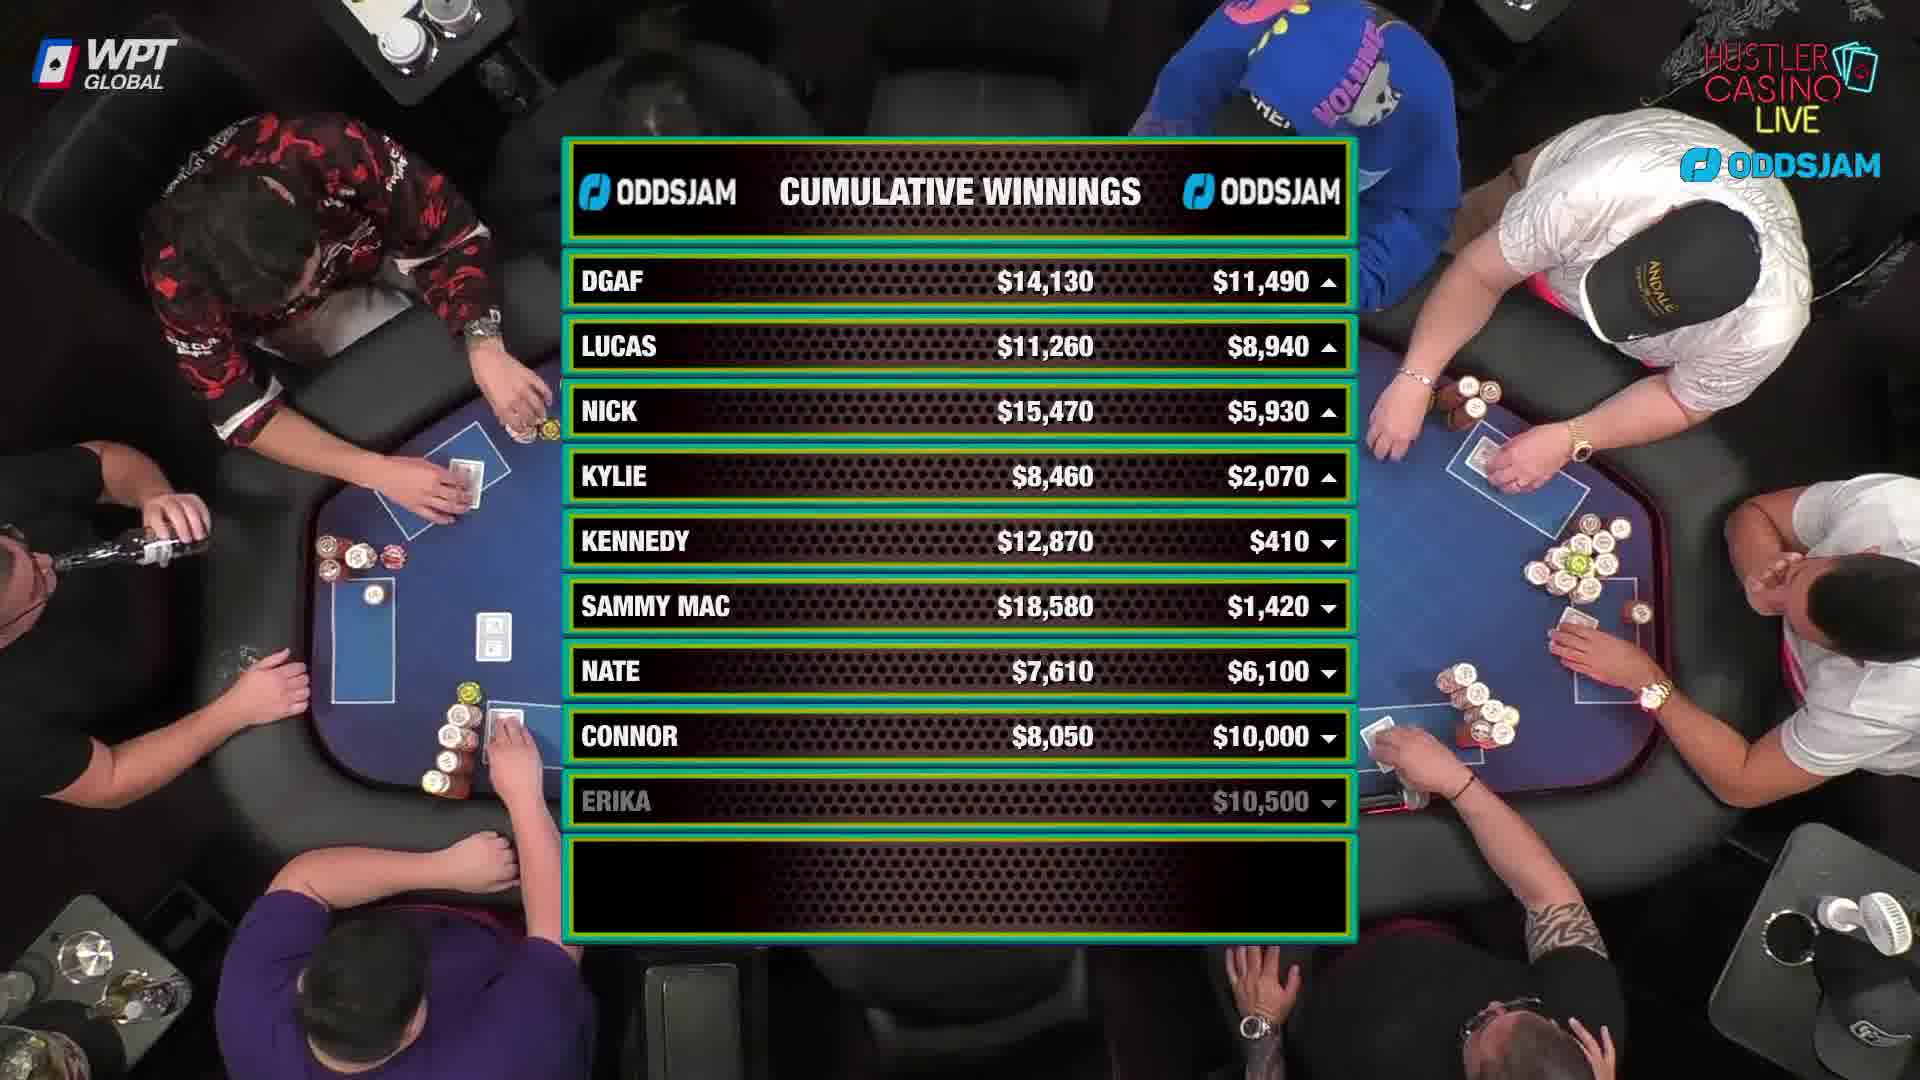 WPT
GLOBAL
HUSTLER
CASINO
LIVE
ODDSJAM
VOLUME
ANDALE
ODDSJAM CUMULATIVE WINNINGS ODDSJAM
DGAF $14,130 $11,490
LUCAS $11,260 $8,940
NICK $15,470 $5,930
KYLIE $8,460 $2,070
KENNEDY $12,870 $410
SAMMY MAC $18,580 $1,420
NATE $7,610 $6,100
CONNOR $8,050 $10,000
ERIKA $10,500